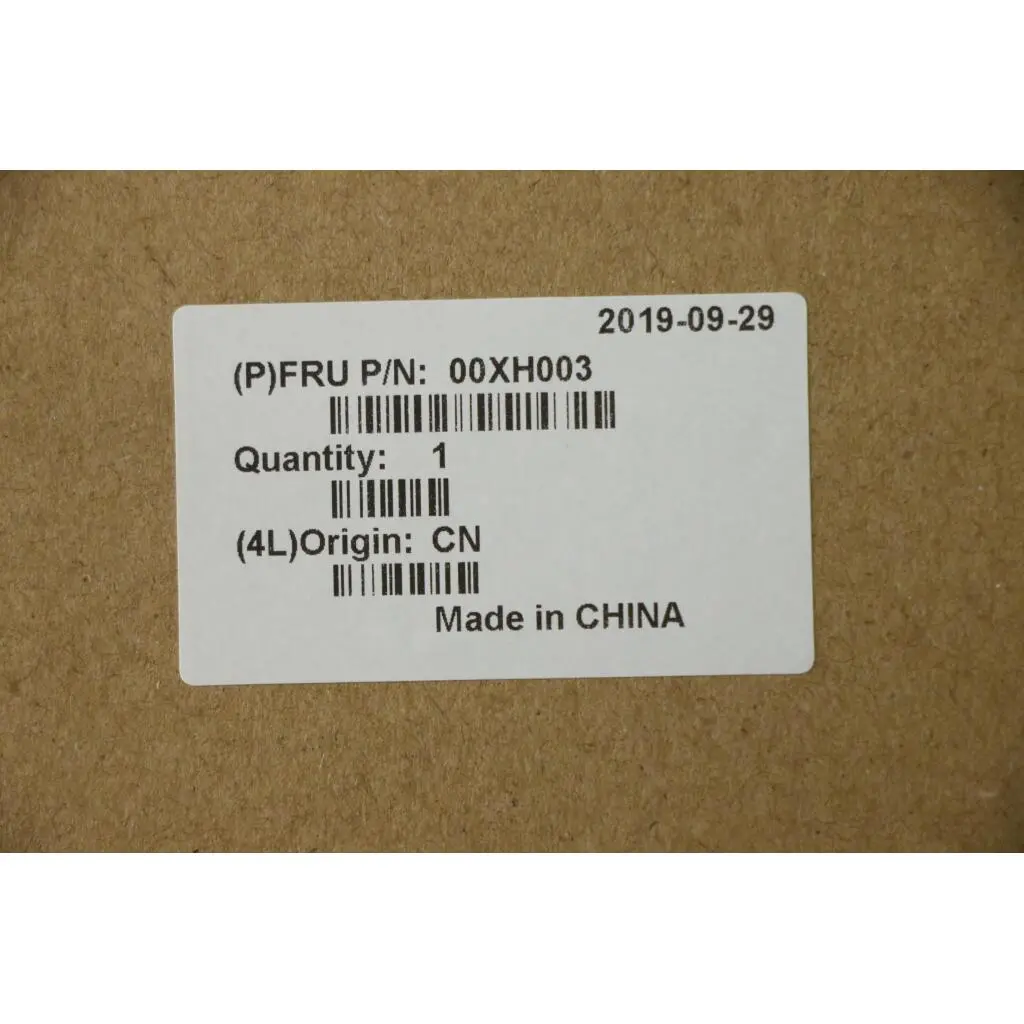 2019-09-29
(P)FRU P/N: 00XH003
Quantity: 1
(4L)Origin: CN
Made in CHINA